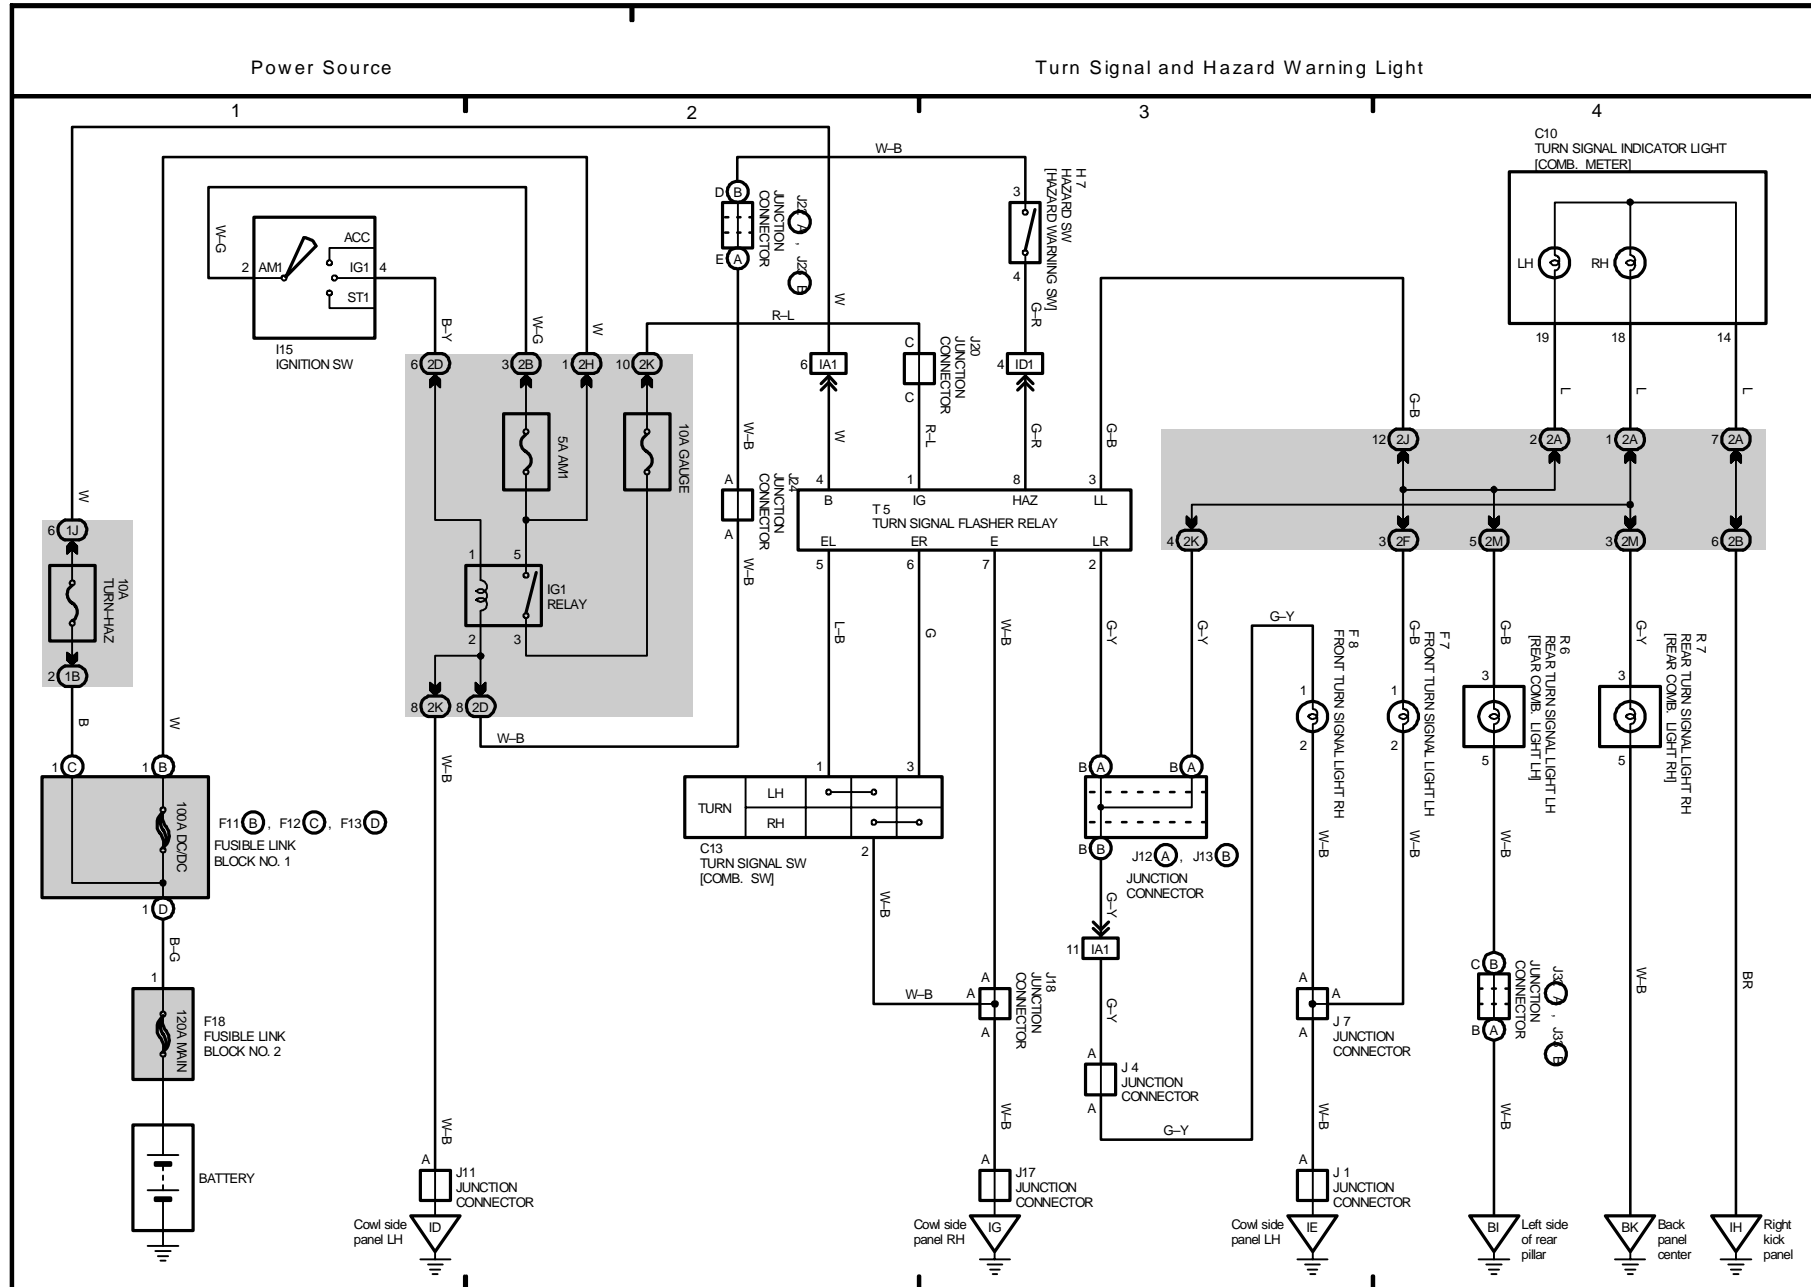 Power Source
Turn Signal and Hazard Warning Light
1
2
3
4
C10
TURN SIGNAL INDICATOR LIGHT
[COMB. METER]
LH
RH
19
18
14
L
L
L
W–B
D
B
E
A
J22 A , J23 B
JUNCTION
CONNECTOR
H 7
HAZARD SW
[HAZARD WARNING SW]
3
4
G–R
W–G
2
AM1
ACC
IG1
4
ST1
I15
IGNITION SW
B–Y
W–G
W
R–L
W
6
2D
3
2B
1
2H
10
2K
6
IA1
C
C
J20
JUNCTION
CONNECTOR
4
ID1
5A AM1
10A GAUGE
W–B
W
R–L
G–R
G–B
G–B
12
2J
2
2A
1
2A
7
2A
A
A
J24
JUNCTION
CONNECTOR
4
1
8
3
B
IG
HAZ
LL
T 5
TURN SIGNAL FLASHER RELAY
EL
ER
E
LR
5
6
7
2
4
2K
3
2F
5
2M
3
2M
6
2B
W
6
1J
10A
TURN–HAZ
2
1B
1
5
IG1
RELAY
2
3
8
2K
8
2D
W–B
W–B
L–B
G
W–B
G–Y
G–Y
G–Y
G–B
G–B
G–Y
F 8
FRONT TURN SIGNAL LIGHT RH
F 7
FRONT TURN SIGNAL LIGHT LH
R 6
REAR TURN SIGNAL LIGHT LH
[REAR COMB. LIGHT LH]
R 7
REAR TURN SIGNAL LIGHT RH
[REAR COMB. LIGHT RH]
1
2
1
2
3
5
3
5
B
W
W–B
1
C
1
B
100A DC/DC
F11 B , F12 C , F13 D
FUSIBLE LINK
BLOCK NO. 1
1
D
1
3
TURN
LH
RH
C13
TURN SIGNAL SW
[COMB. SW]
2
B
A
B
A
B
B
J12 A , J13 B
JUNCTION
CONNECTOR
W–B
W–B
W–B
W–B
G–Y
11
IA1
B–G
1
120A MAIN
F18
FUSIBLE LINK
BLOCK NO. 2
W–B
A
A
A
J18
JUNCTION
CONNECTOR
G–Y
A
A
A
J 7
JUNCTION
CONNECTOR
C
B
B
A
J32 A , J33 B
JUNCTION
CONNECTOR
W–B
BR
A
A
J 4
JUNCTION
CONNECTOR
G–Y
W–B
W–B
W–B
W–B
BATTERY
A
J11
JUNCTION
CONNECTOR
A
J17
JUNCTION
CONNECTOR
A
J 1
JUNCTION
CONNECTOR
Cowl side
panel LH
ID
Cowl side
panel RH
IG
Cowl side
panel LH
IE
BI
Left side
of rear
pillar
BK
Back
panel
center
IH
Right
kick
panel